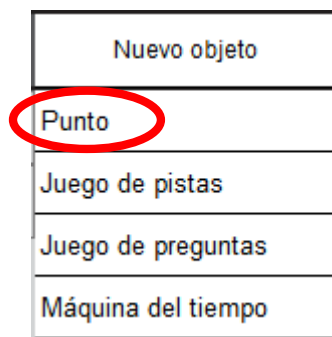 Nuevo objeto
Punto
Juego de pistas
Juego de preguntas
Máquina del tiempo